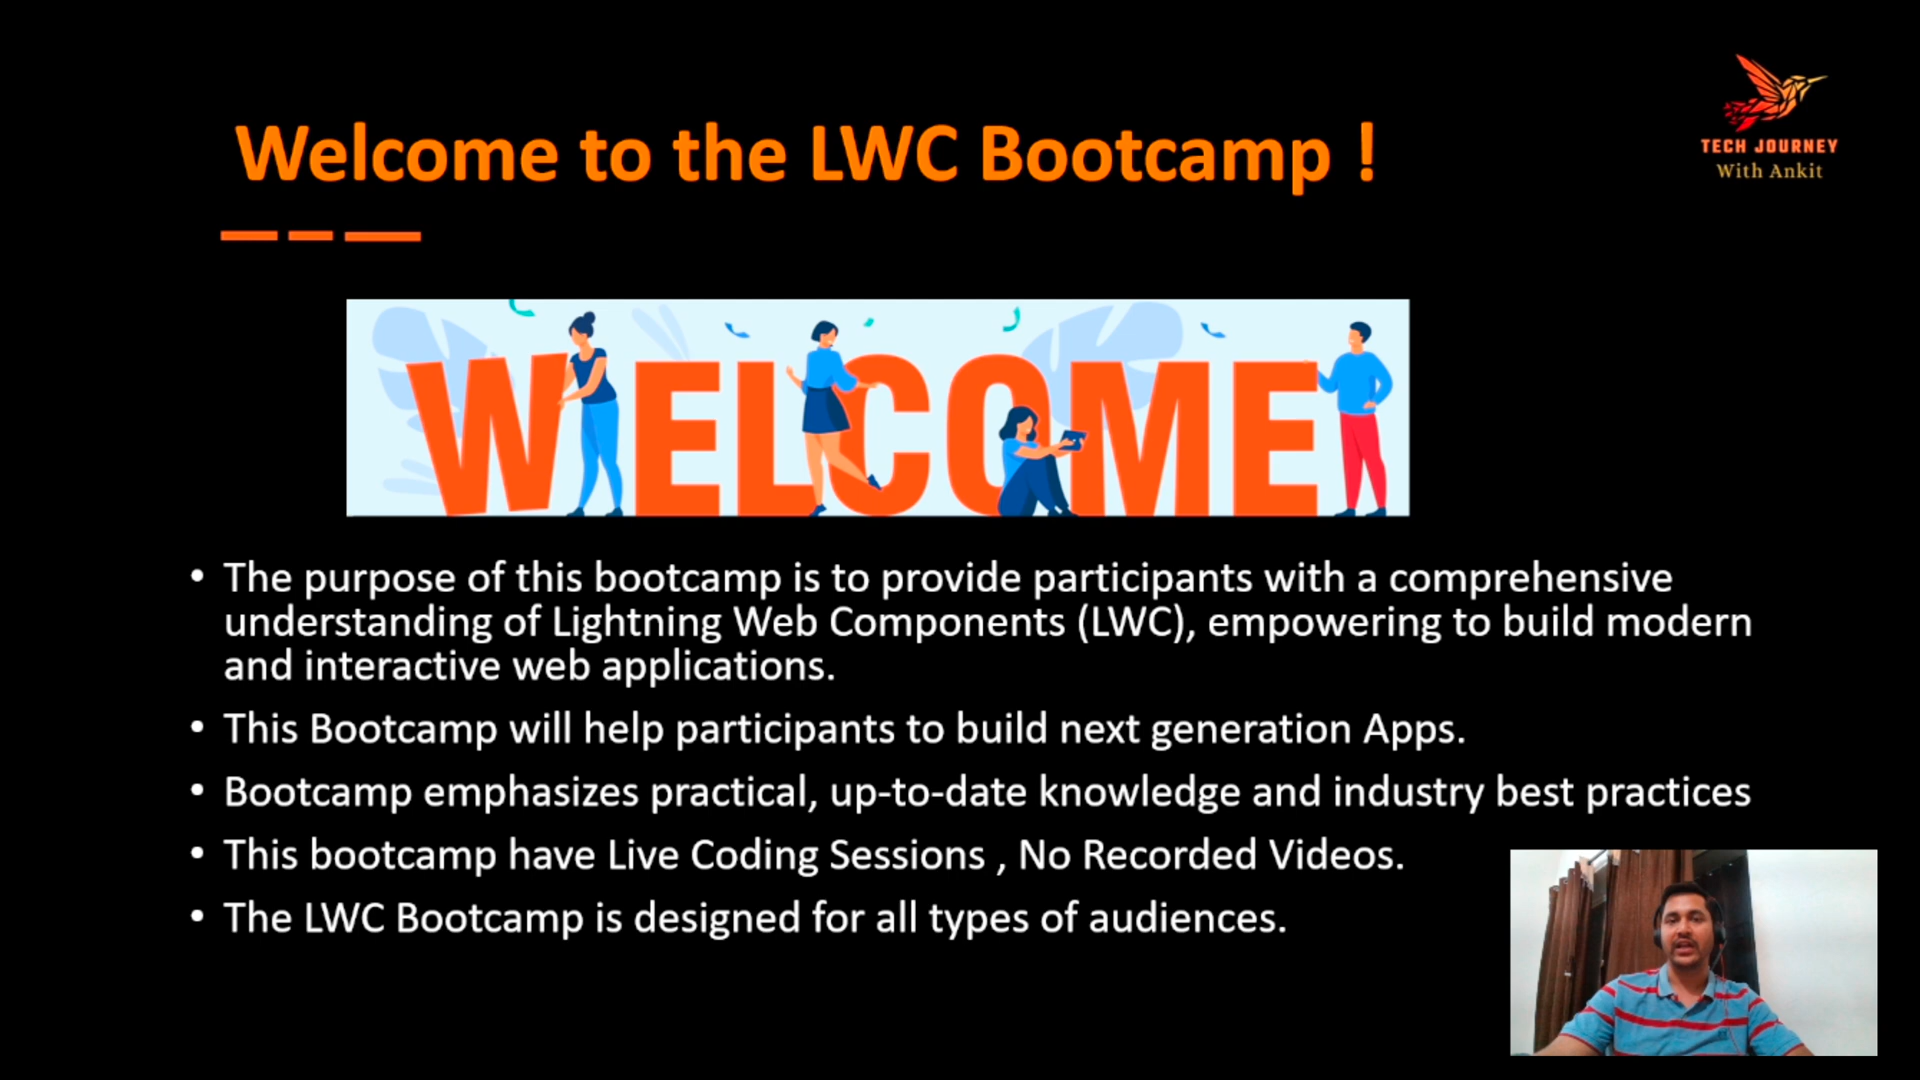 Welcome to the LWC Bootcamp !
TECH JOURNEY
With Ankit
WELCOME
• The purpose of this bootcamp is to provide participants with a comprehensive
understanding of Lightning Web Components (LWC), empowering to build modern
and interactive web applications.
• This Bootcamp will help participants to build next generation Apps.
• Bootcamp emphasizes practical, up-to-date knowledge and industry best practices
• This bootcamp have Live Coding Sessions , No Recorded Videos.
• The LWC Bootcamp is designed for all types of audiences.